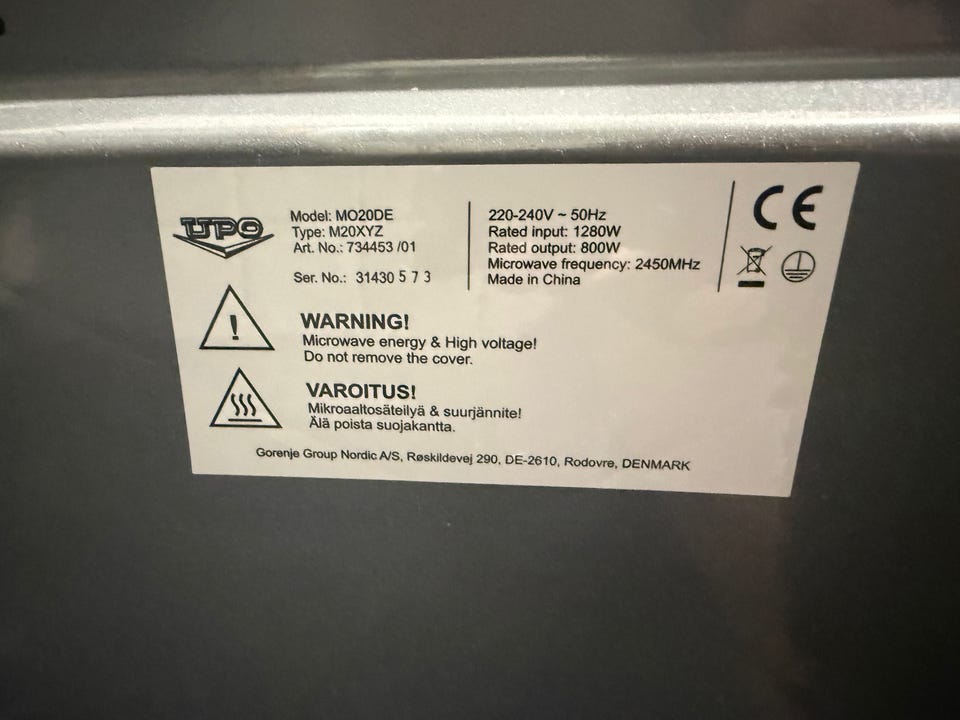 UPO
Model: MO20DE
Type: M20XYZ
Art. No.: 734453 /01
Ser. No.: 31430 5 7 3
220-240V ~ 50Hz
Rated input: 1280W
Rated output: 800W
Microwave frequency: 2450MHz
Made in China
CE
WARNING!
Microwave energy & High voltage!
Do not remove the cover.
VAROITUS!
Mikroaaltosäteilyä & suurjännite!
Älä poista suojakantta.
Gorenje Group Nordic A/S, Røskildevej 290, DE-2610, Rodovre, DENMARK